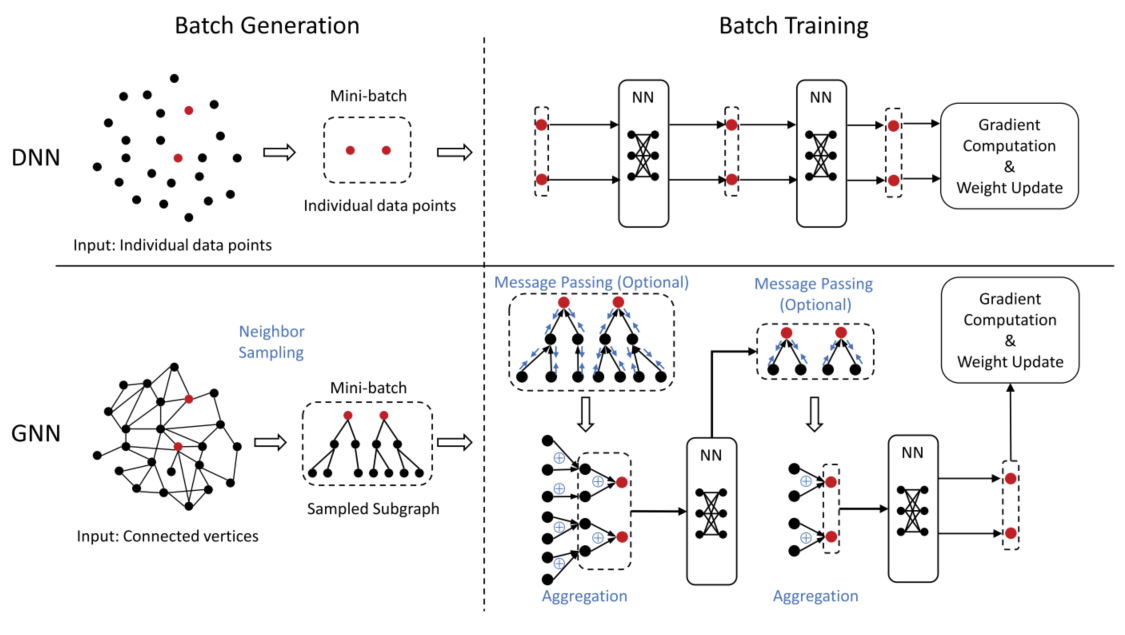 Batch Generation
Batch Training
DNN
Mini-batch
Individual data points
Input: Individual data points
NN
NN
Gradient
Computation
&
Weight Update
GNN
Neighbor
Sampling
Mini-batch
Sampled Subgraph
Input: Connected vertices
Message Passing (Optional)
Message Passing
(Optional)
Gradient
Computation
&
Weight Update
NN
NN
Aggregation
Aggregation